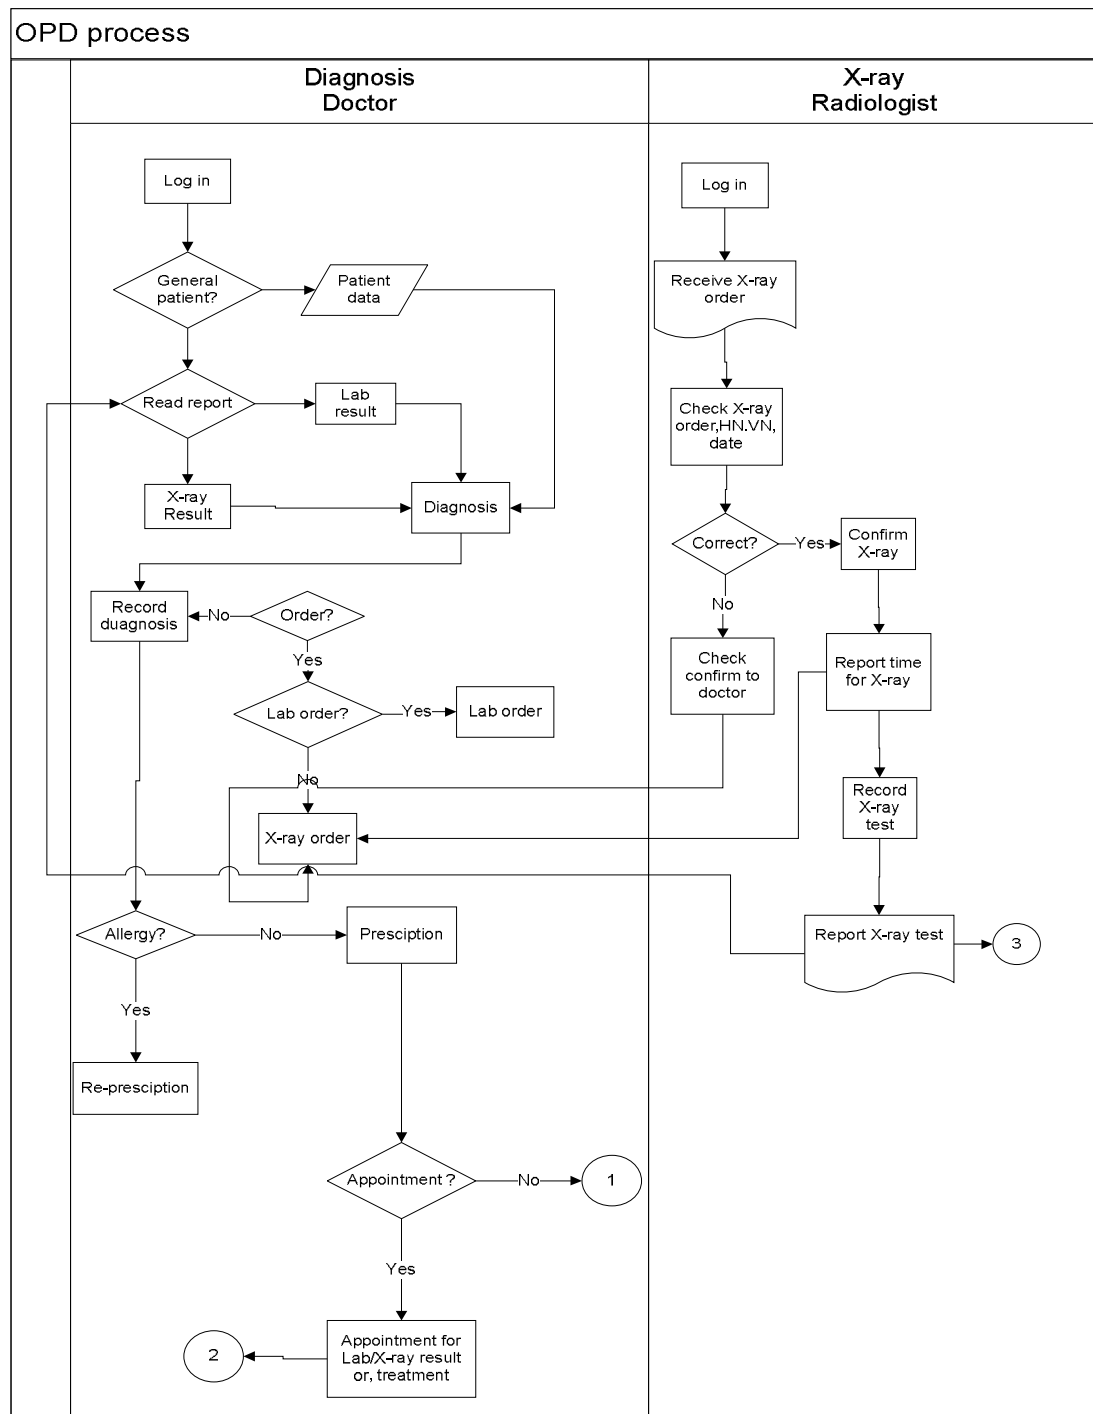 OPD process
Diagnosis
Doctor
X-ray
Radiologist
Log in
General
patient?
Patient
data
Read report
Lab
result
X-ray
Result
Diagnosis
Record
duagnosis
No
Order?
Yes
Lab order?
Yes
Lab order
No
X-ray order
Allergy?
No
Presciption
Yes
Re-presciption
Appointment ?
No
1
Yes
Appointment for
Lab/X-ray result
or, treatment
2
Log in
Receive X-ray
order
Check X-ray
order,HN.VN,
date
Correct?
Yes
Confirm
X-ray
No
Check
confirm to
doctor
Report time
for X-ray
Record
X-ray
test
Report X-ray test
3